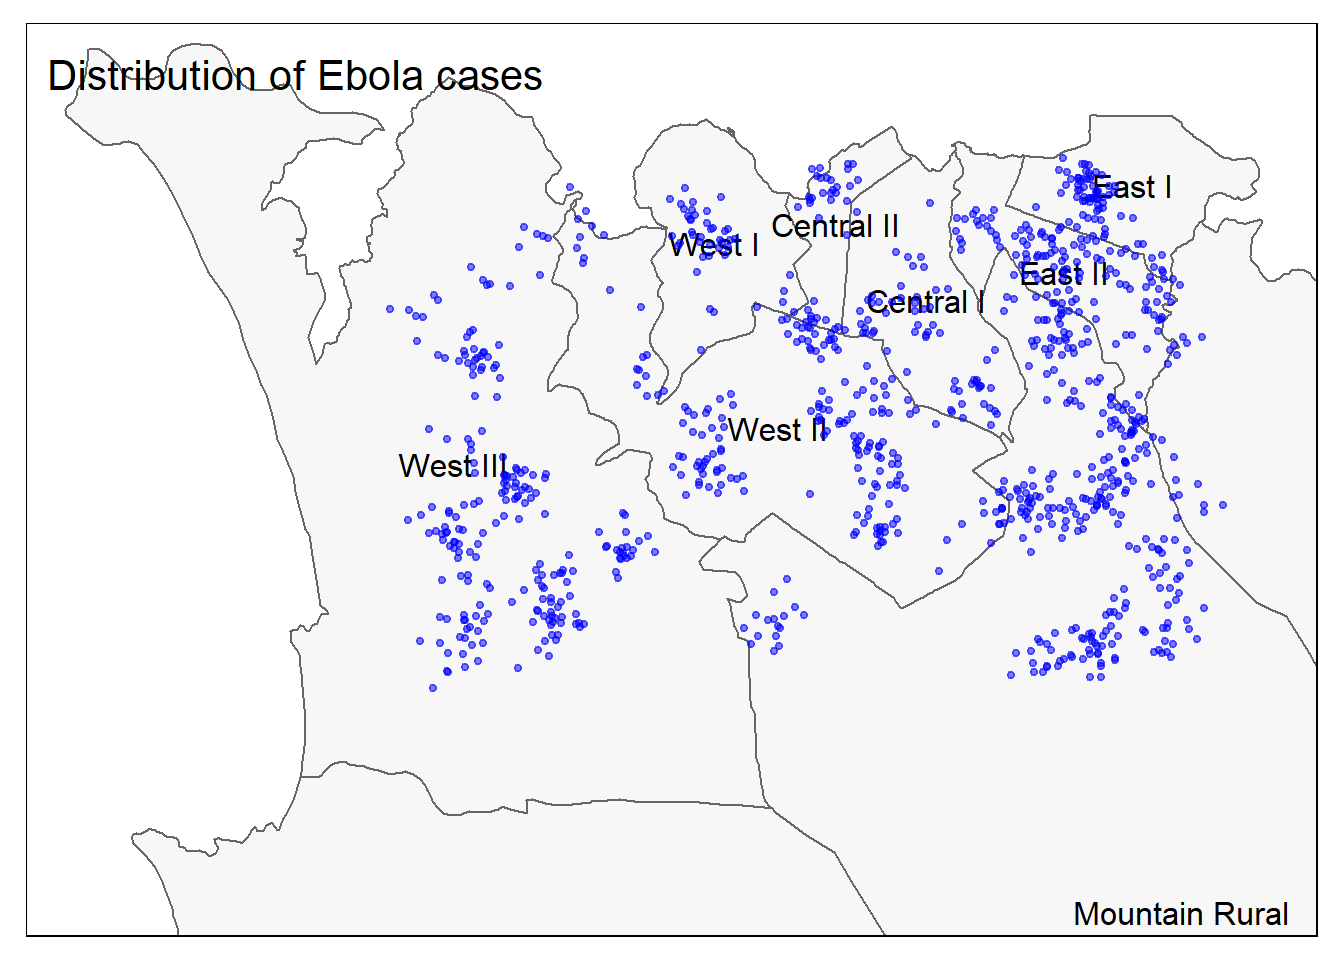 Distribution of Ebola cases
East I
Central II
West I
East II
Central I
West II
West III
Mountain Rural